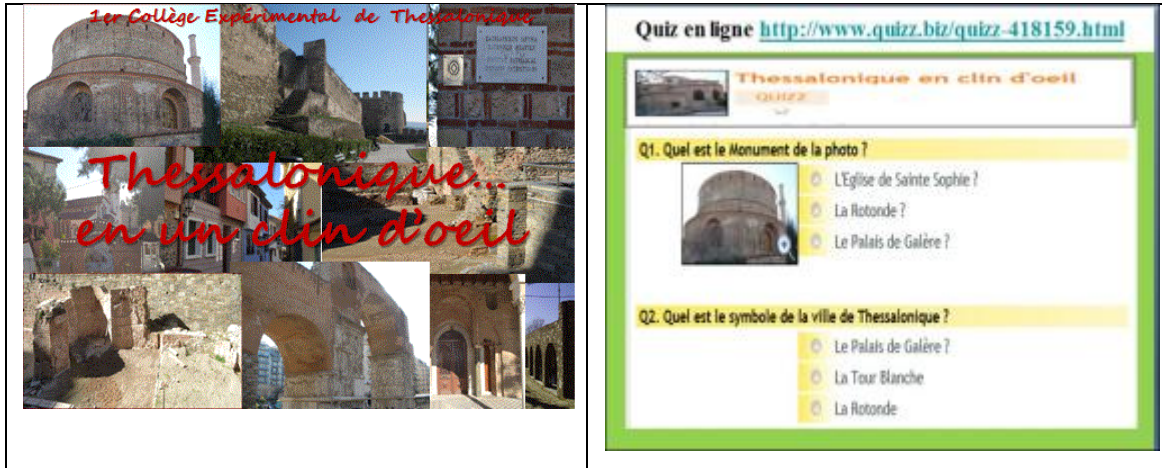 1er Collège Expérimental de Thessalonique
Thessalonique...
en un clin d'oeil
Quiz en ligne http://www.quizz.biz/quizz-418159.html
Thessalonique en clin d'oeil
QUIZZ
Q1. Quel est le Monument de la photo ?
L'Eglise de Sainte Sophie ?
La Rotonde ?
Le Palais de Galère ?
Q2. Quel est le symbole de la ville de Thessalonique ?
Le Palais de Galère ?
La Tour Blanche
La Rotonde